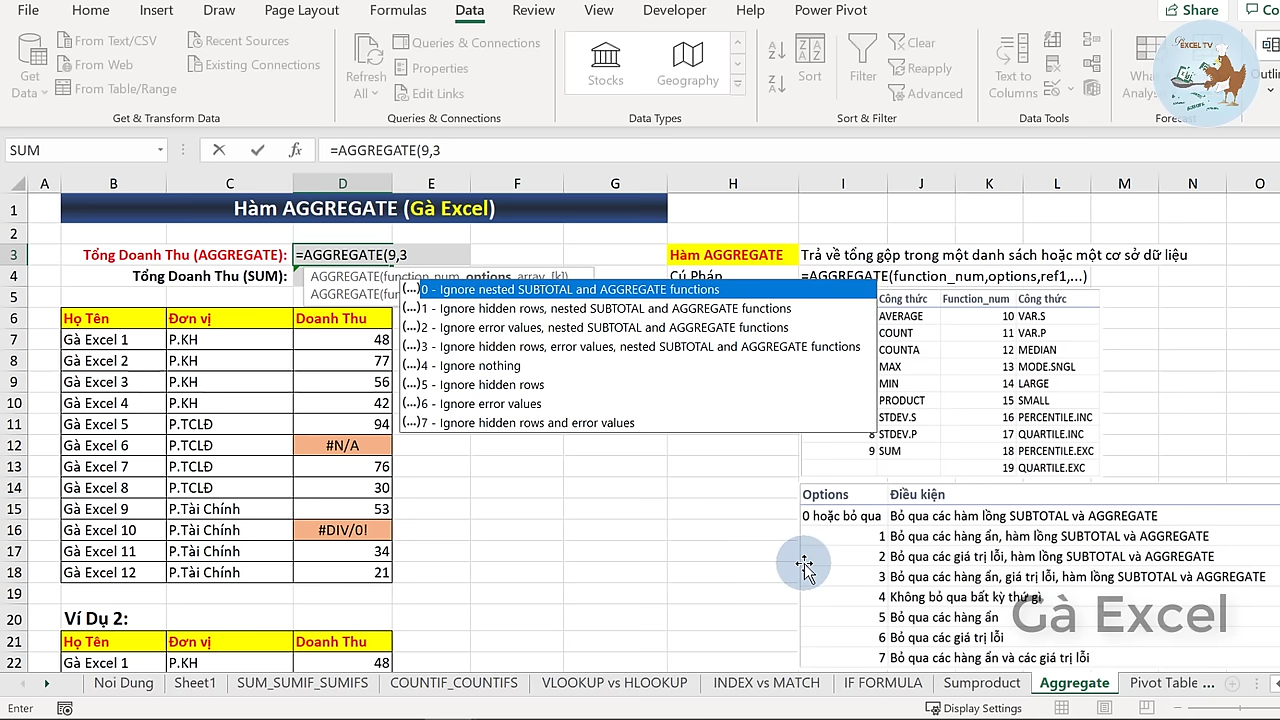 File Home Insert Draw Page Layout Formulas Data Review View Developer Help Power Pivot Share Co
Get Data
From Text/CSV
From Web
From Table/Range
Recent Sources
Existing Connections
Get & Transform Data
Refresh All
Queries & Connections
Properties
Edit Links
Queries & Connections
Stocks
Geography
Data Types
Sort
Filter
Clear
Reapply
Advanced
Sort & Filter
Text to Columns
Data Tools
EXCEL TV
SUM =AGGREGATE(9,3
A B C D E F G H I J K L M N O
1 Hàm AGGREGATE (Gà Excel)
2
3 Tổng Doanh Thu (AGGREGATE): =AGGREGATE(9,3 Hàm AGGREGATE Trả về tổng gộp trong một danh sách hoặc một cơ sở dữ liệu
4 Tổng Doanh Thu (SUM): Cú Pháp =AGGREGATE(function_num,options,ref1,...)
AGGREGATE(function_num, options, array, [k])
AGGREGATE(fun
(...)0 - Ignore nested SUBTOTAL and AGGREGATE functions
(...)1 - Ignore hidden rows, nested SUBTOTAL and AGGREGATE functions
(...)2 - Ignore error values, nested SUBTOTAL and AGGREGATE functions
(...)3 - Ignore hidden rows, error values, nested SUBTOTAL and AGGREGATE functions
(...)4 - Ignore nothing
(...)5 - Ignore hidden rows
(...)6 - Ignore error values
(...)7 - Ignore hidden rows and error values
5
6 Họ Tên Đơn vị Doanh Thu
7 Gà Excel 1 P.KH 48
8 Gà Excel 2 P.KH 77
9 Gà Excel 3 P.KH 56
10 Gà Excel 4 P.KH 42
11 Gà Excel 5 P.TCLĐ 94
12 Gà Excel 6 P.TCLĐ #N/A
13 Gà Excel 7 P.TCLĐ 76
14 Gà Excel 8 P.TCLĐ 30
15 Gà Excel 9 P.Tài Chính 53
16 Gà Excel 10 P.Tài Chính #DIV/0!
17 Gà Excel 11 P.Tài Chính 34
18 Gà Excel 12 P.Tài Chính 21
19
20 Ví Dụ 2:
21 Họ Tên Đơn vị Doanh Thu
22 Gà Excel 1 P.KH 48
Công thức Function_num Công thức
AVERAGE 10 VAR.S
COUNT 11 VAR.P
COUNTA 12 MEDIAN
MAX 13 MODE.SNGL
MIN 14 LARGE
PRODUCT 15 SMALL
STDEV.S 16 PERCENTILE.INC
8 STDEV.P 17 QUARTILE.INC
9 SUM 18 PERCENTILE.EXC
19 QUARTILE.EXC
Options Điều kiện
0 hoặc bỏ qua Bỏ qua các hàm lồng SUBTOTAL và AGGREGATE
1 Bỏ qua các hàng ẩn, hàm lồng SUBTOTAL và AGGREGATE
2 Bỏ qua các giá trị lỗi, hàm lồng SUBTOTAL và AGGREGATE
3 Bỏ qua các hàng ẩn, giá trị lỗi, hàm lồng SUBTOTAL và AGGREGATE
4 Không bỏ qua bất kỳ thứ gì
5 Bỏ qua các hàng ẩn
6 Bỏ qua các giá trị lỗi
7 Bỏ qua các hàng ẩn và các giá trị lỗi
Gà Excel
Noi Dung Sheet1 SUM_SUMIF_SUMIFS COUNTIF_COUNTIFS VLOOKUP vs HLOOKUP INDEX vs MATCH IF FORMULA Sumproduct Aggregate Pivot Table ...
Enter Display Settings